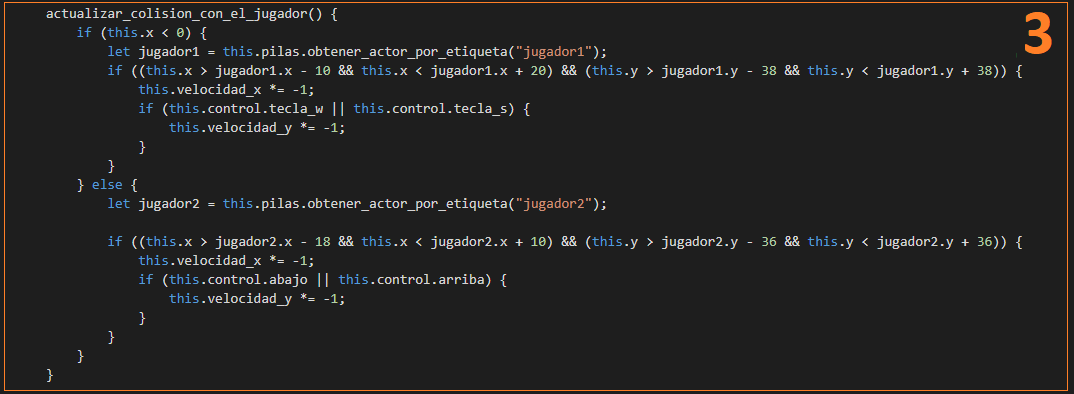 actualizar_colision_con_el_jugador() {
    if (this.x < 0) {
        let jugador1 = this.pilas.obtener_actor_por_etiqueta("jugador1");
        if ((this.x > jugador1.x - 10 && this.x < jugador1.x + 20) && (this.y > jugador1.y - 38 && this.y < jugador1.y + 38)) {
            this.velocidad_x *= -1;
            if (this.control.tecla_w || this.control.tecla_s) {
                this.velocidad_y *= -1;
            }
        }
    } else {
        let jugador2 = this.pilas.obtener_actor_por_etiqueta("jugador2");

        if ((this.x > jugador2.x - 18 && this.x < jugador2.x + 10) && (this.y > jugador2.y - 36 && this.y < jugador2.y + 36)) {
            this.velocidad_x *= -1;
            if (this.control.abajo || this.control.arriba) {
                this.velocidad_y *= -1;
            }
        }
    }
}
3